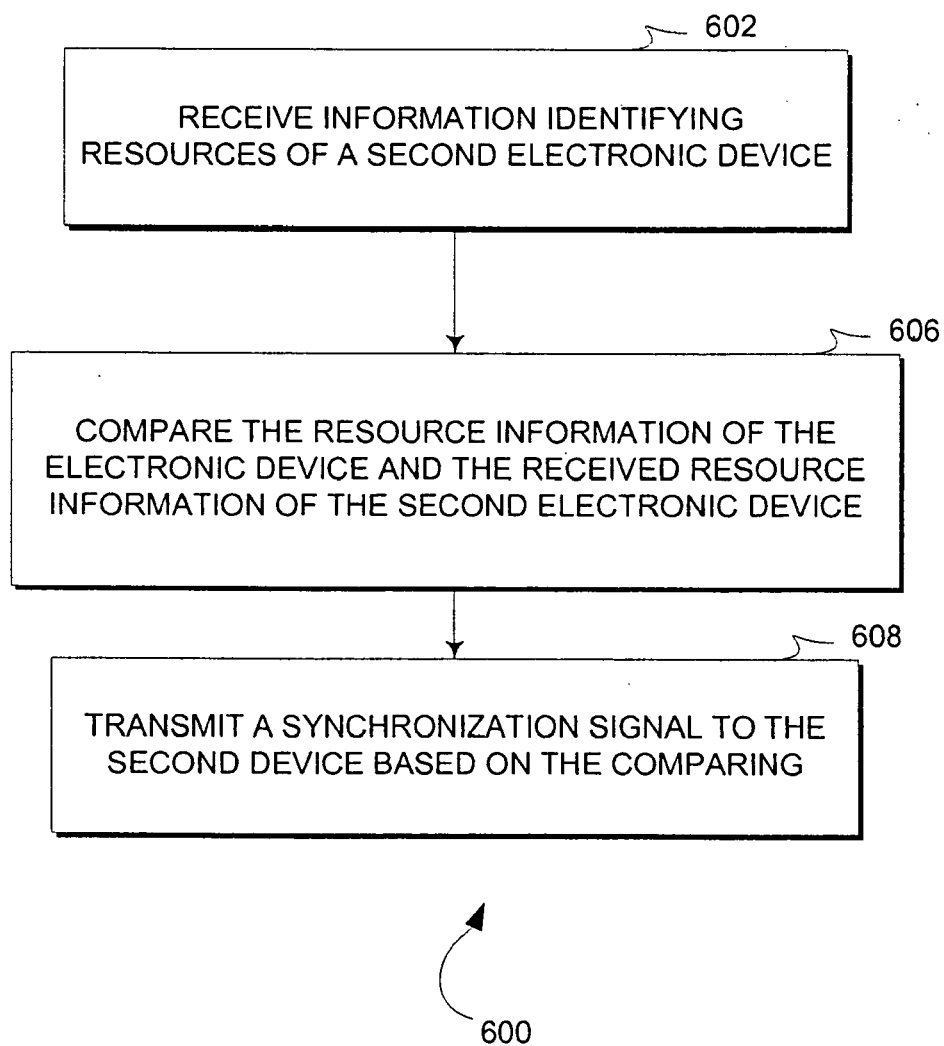 602
RECEIVE INFORMATION IDENTIFYING
RESOURCES OF A SECOND ELECTRONIC DEVICE
606
COMPARE THE RESOURCE INFORMATION OF THE
ELECTRONIC DEVICE AND THE RECEIVED RESOURCE
INFORMATION OF THE SECOND ELECTRONIC DEVICE
608
TRANSMIT A SYNCHRONIZATION SIGNAL TO THE
SECOND DEVICE BASED ON THE COMPARING
600